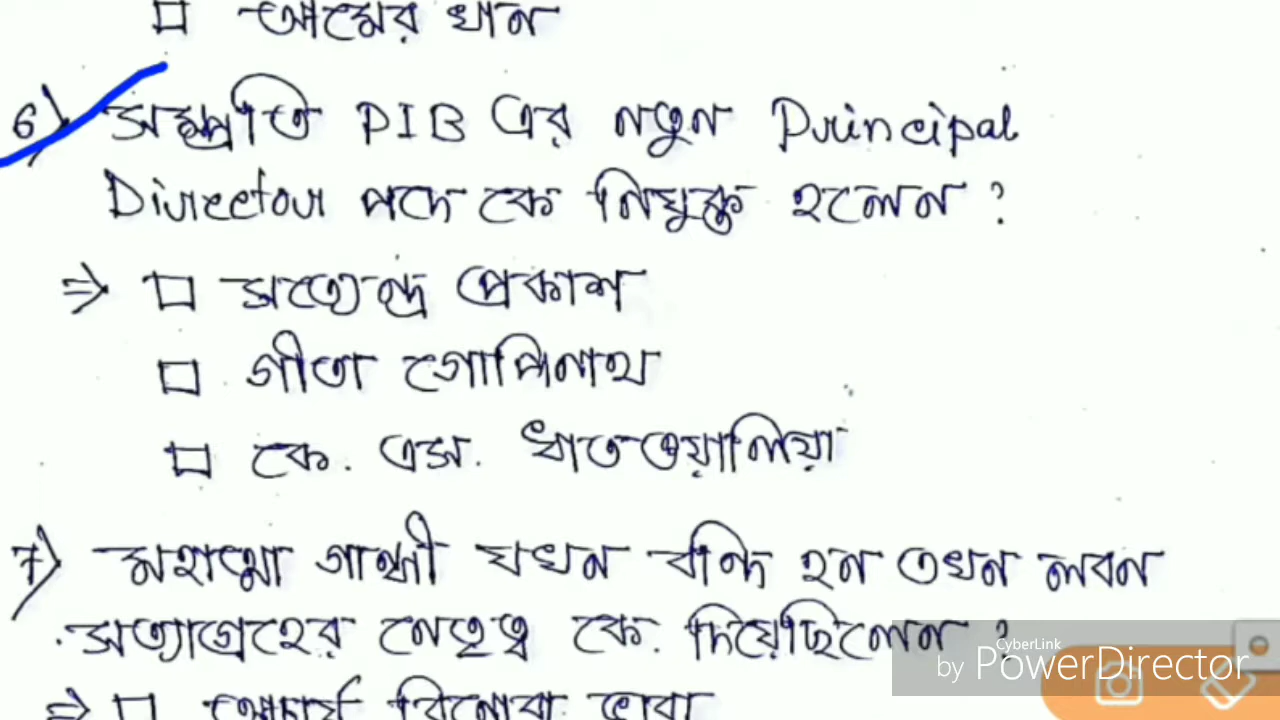 □ আমের খান
6) সম্প্রতি PIB এর নতুন Principal
Director পদে কে নিযুক্ত হলেন ?
⇒ □ সত্যেন্দ্র প্রকাশ
□ গীতা গোপিনাথ
□ কে. এস. ধাতওয়ালিয়া
7) মহাত্মা গান্ধী যখন বন্দি হন তখন লবন
সত্যাগ্রহের নেতৃত্ব কে. দিয়েছিলেন ?
⇒ □ আচার্য বিনোবা ভাবা
CyberLink
by PowerDirector